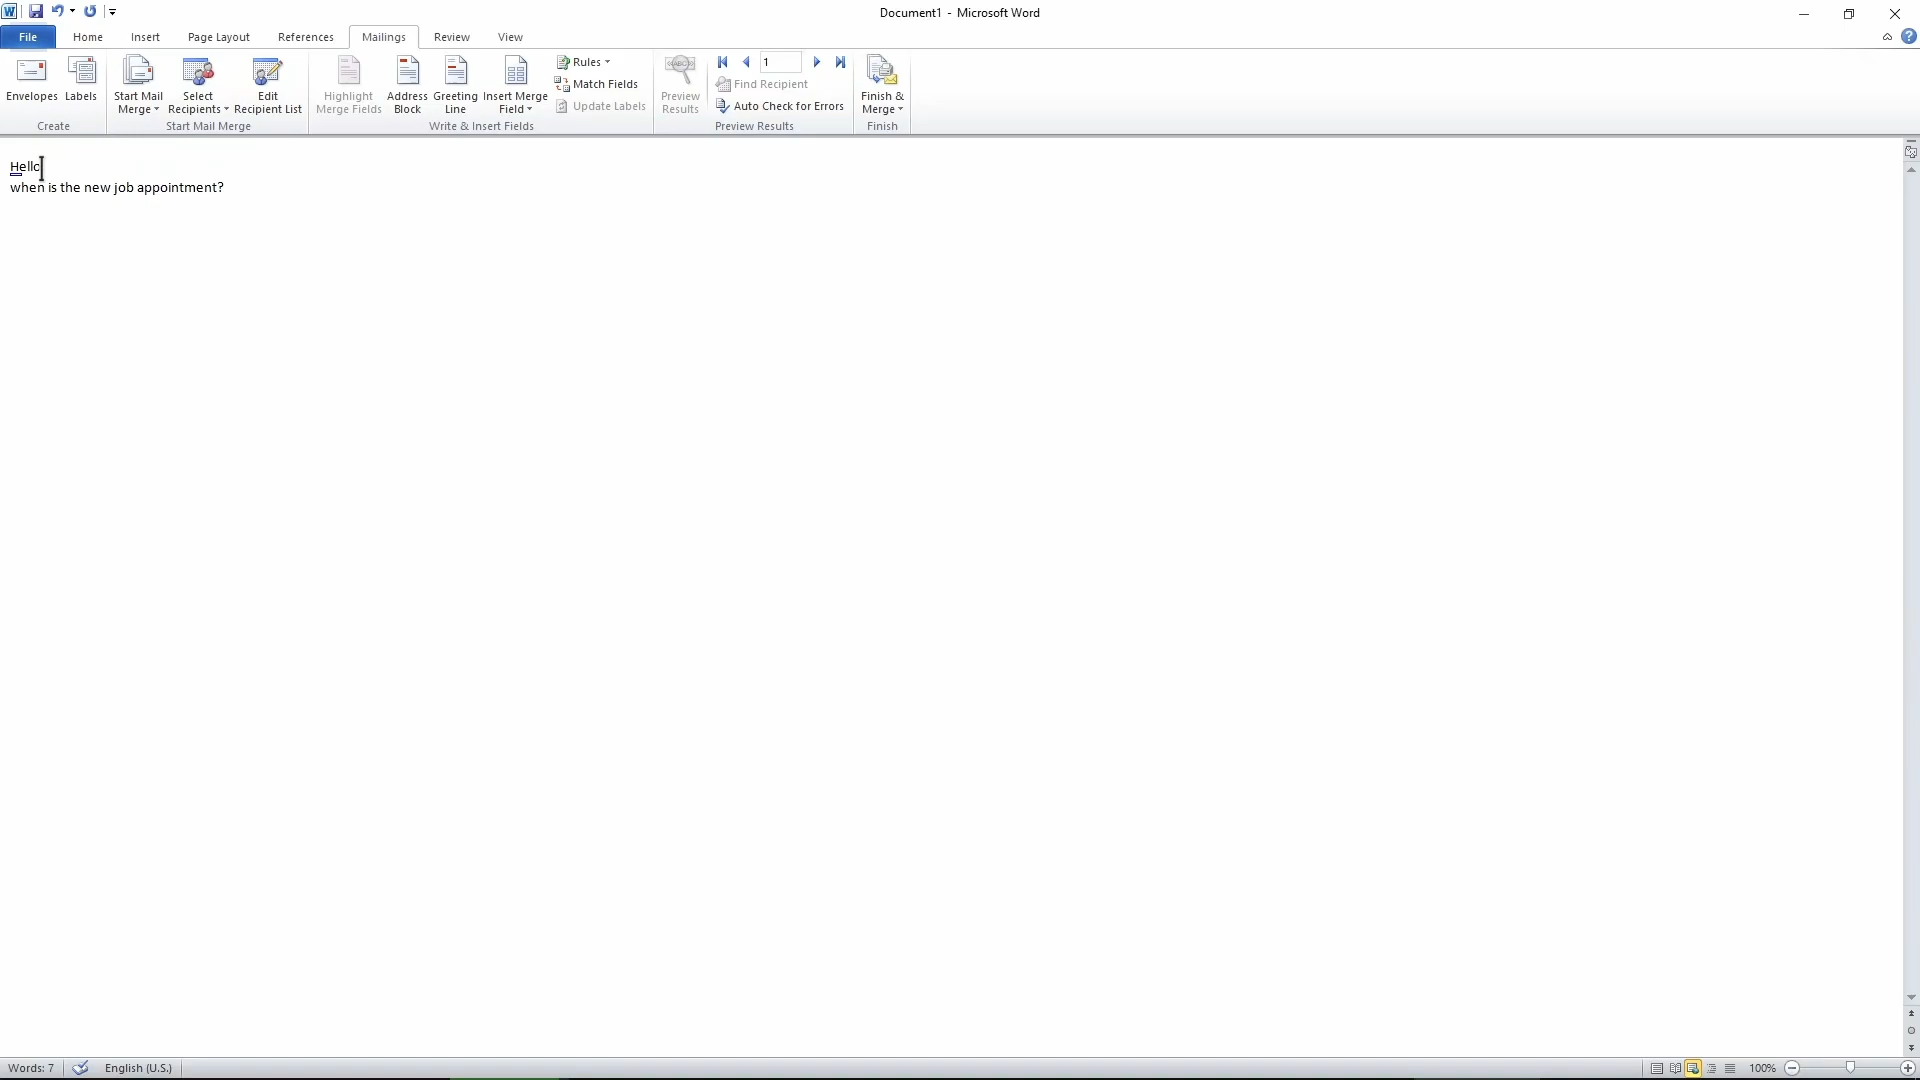 Document1 - Microsoft Word
File Home Insert Page Layout References Mailings Review View
Envelopes
Labels
Create
Start Mail
Merge
Select
Recipients
Edit
Recipient List
Start Mail Merge
Highlight
Merge Fields
Address
Block
Greeting
Line
Insert Merge
Field
Rules
Match Fields
Update Labels
Write & Insert Fields
ABC
Preview
Results
1
Find Recipient
Auto Check for Errors
Preview Results
Finish &
Merge
Finish
Hello
when is the new job appointment?
Words: 7 English (U.S.) 100%